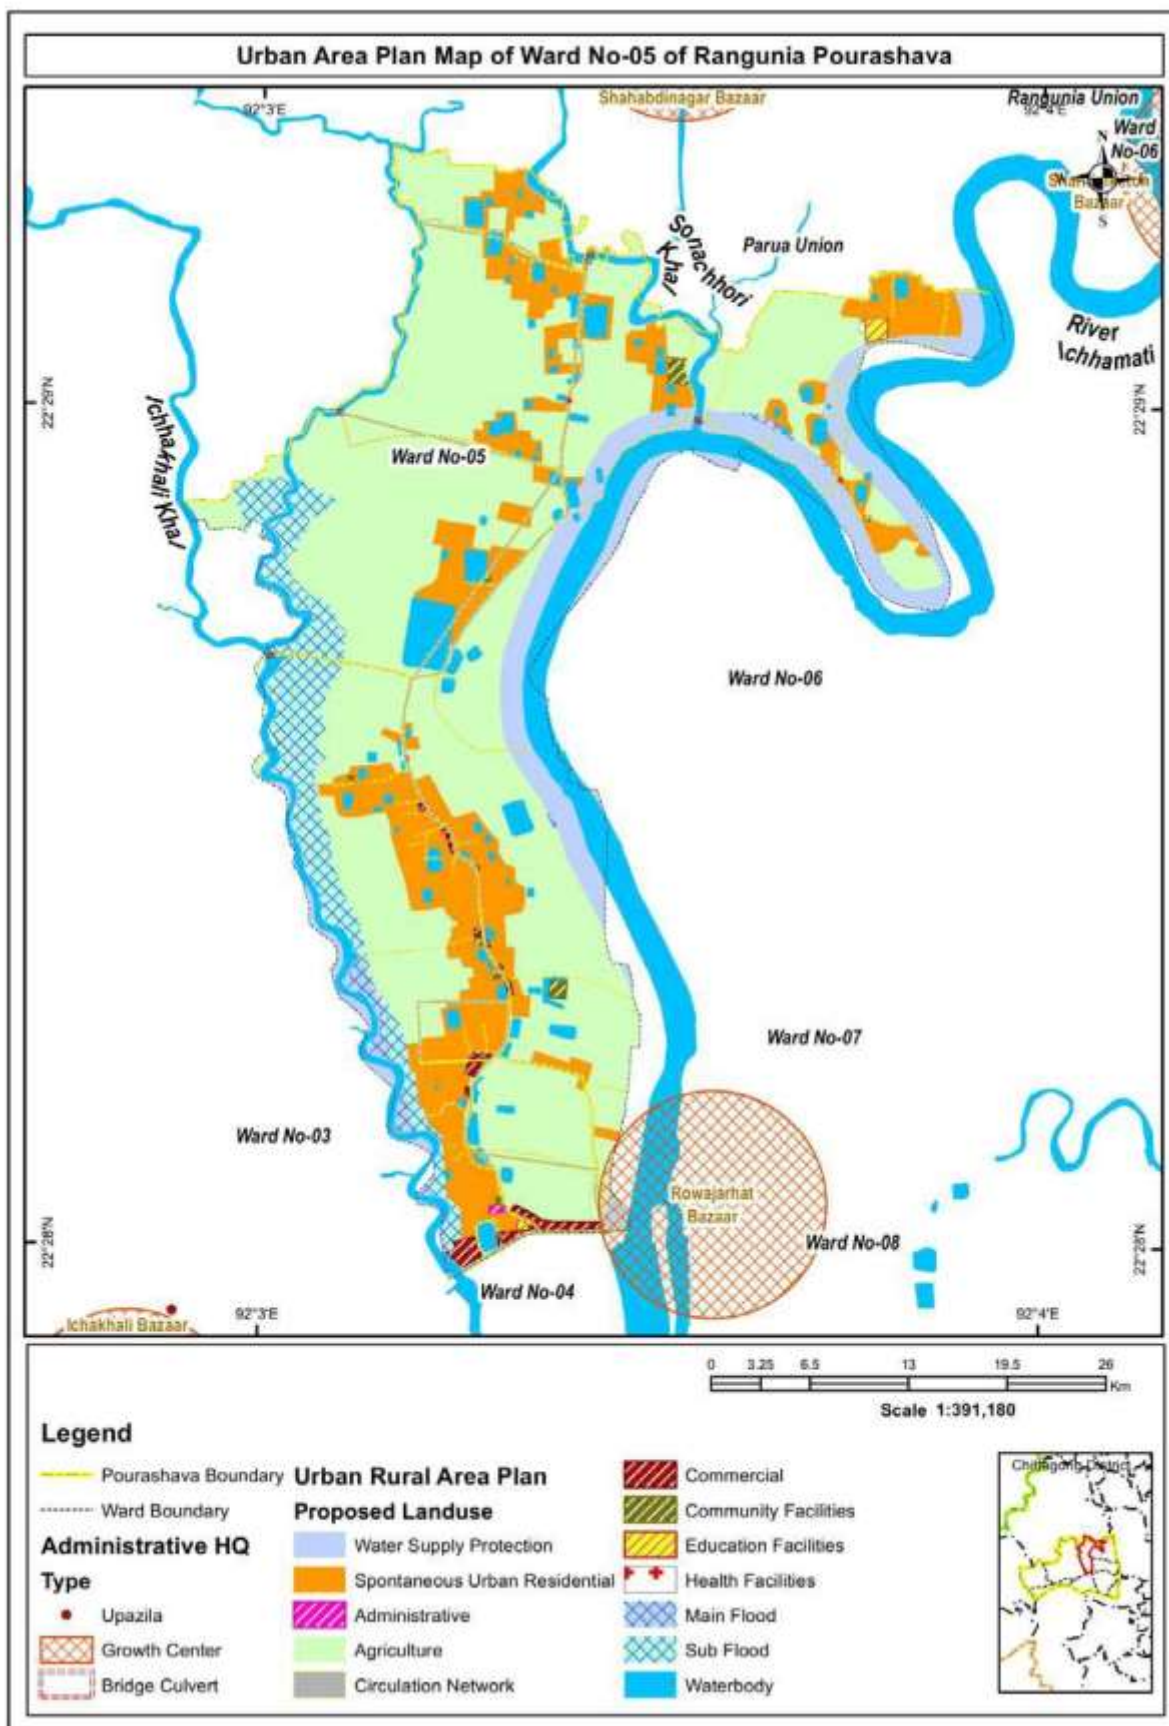 Urban Area Plan Map of Ward No-05 of Rangunia Pourashava
92°3'E
Shahabdinagar Bazaar
Rangunia Union
92°4'E
Ward
No-06
N
S
Bazaar
Sonachhori
Khal
Parua Union
River
Ichhamati
22°29'N
22°29'N
Ichhakhali Khal
Ward No-05
Ward No-06
Ward No-07
Ward No-03
Rowajarhat
Bazaar
Ward No-08
22°28'N
22°28'N
Ward No-04
92°3'E
92°4'E
Ichakhali Bazaar
0 3.25 6.5 13 19.5 26
Km
Scale 1:391,180
Legend
Pourashava Boundary
Ward Boundary
Administrative HQ
Type
Upazila
Growth Center
Bridge Culvert
Urban Rural Area Plan
Proposed Landuse
Water Supply Protection
Spontaneous Urban Residential
Administrative
Agriculture
Circulation Network
Commercial
Community Facilities
Education Facilities
Health Facilities
Main Flood
Sub Flood
Waterbody
Chittagong District